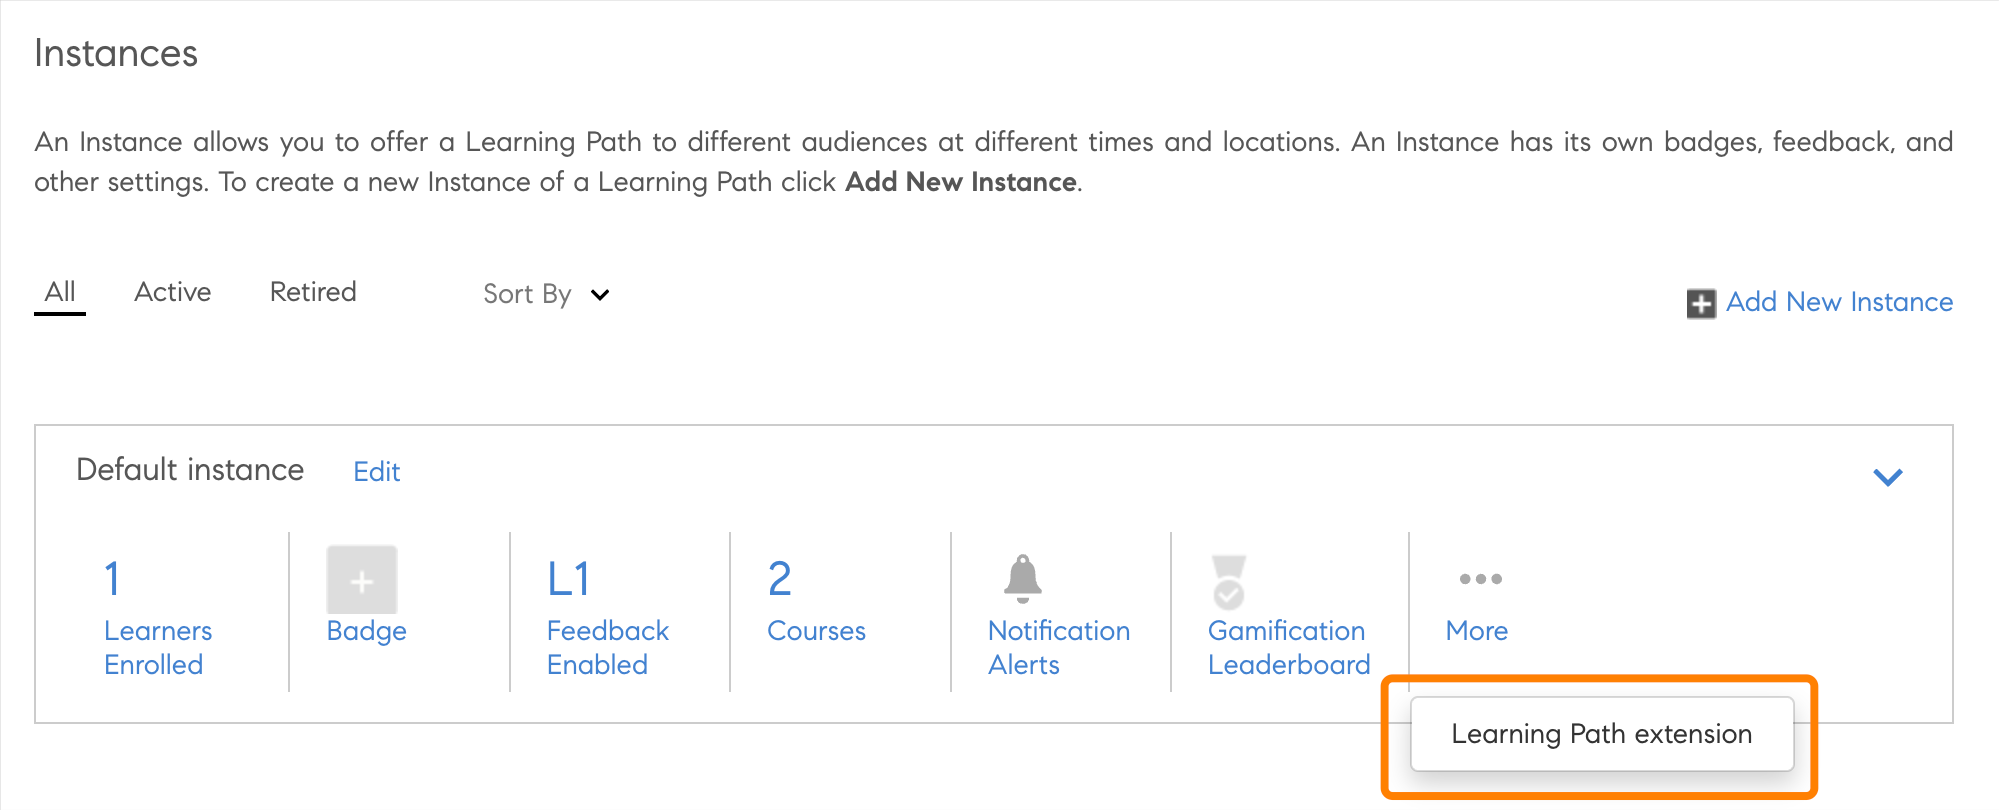 Instances
An Instance allows you to offer a Learning Path to different audiences at different times and locations. An Instance has its own badges, feedback, and
other settings. To create a new Instance of a Learning Path click Add New Instance.
All Active Retired Sort By
Add New Instance
Default instance Edit
1
Learners
Enrolled
Badge
L1
Feedback
Enabled
2
Courses
Notification
Alerts
Gamification
Leaderboard
More
Learning Path extension